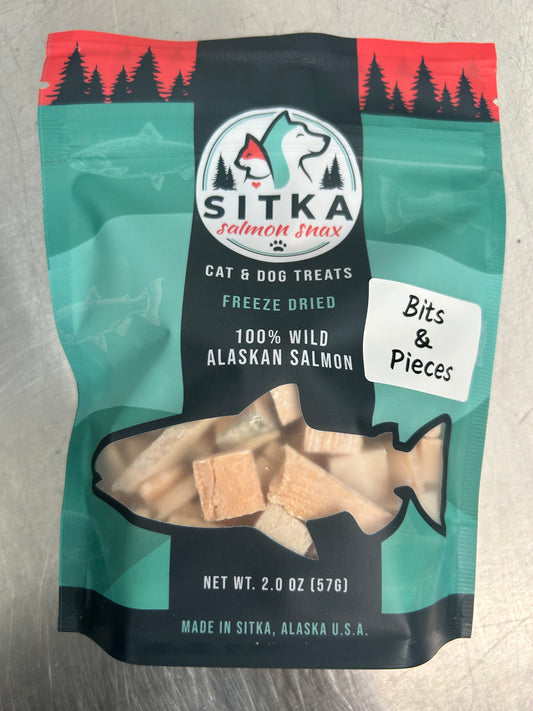 SITKA
salmon snax
CAT & DOG TREATS
FREEZE DRIED
100% WILD
ALASKAN SALMON
Bits
&
Pieces
NET WT. 2.0 OZ (57G)
MADE IN SITKA, ALASKA U.S.A.